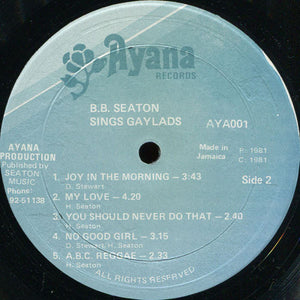 Ayana
RECORDS
B.B. SEATON
SINGS GAYLADS
AYA001
AYANA
PRODUCTION
Published by
SEATON
MUSIC
Phone:
92-51138
Made in
Jamaica
P. 1981
C. 1981
Side 2
1. JOY IN THE MORNING — 3:43
D. Stewart
2. MY LOVE — 4.20
H. Seaton
3. YOU SHOULD NEVER DO THAT — 2.40
H. Seaton
4. NO GOOD GIRL — 3.15
D. Stewart/H. Seaton
5. A.B.C. REGGAE — 2.33
H. Seaton
ALL RIGHTS RESERVED